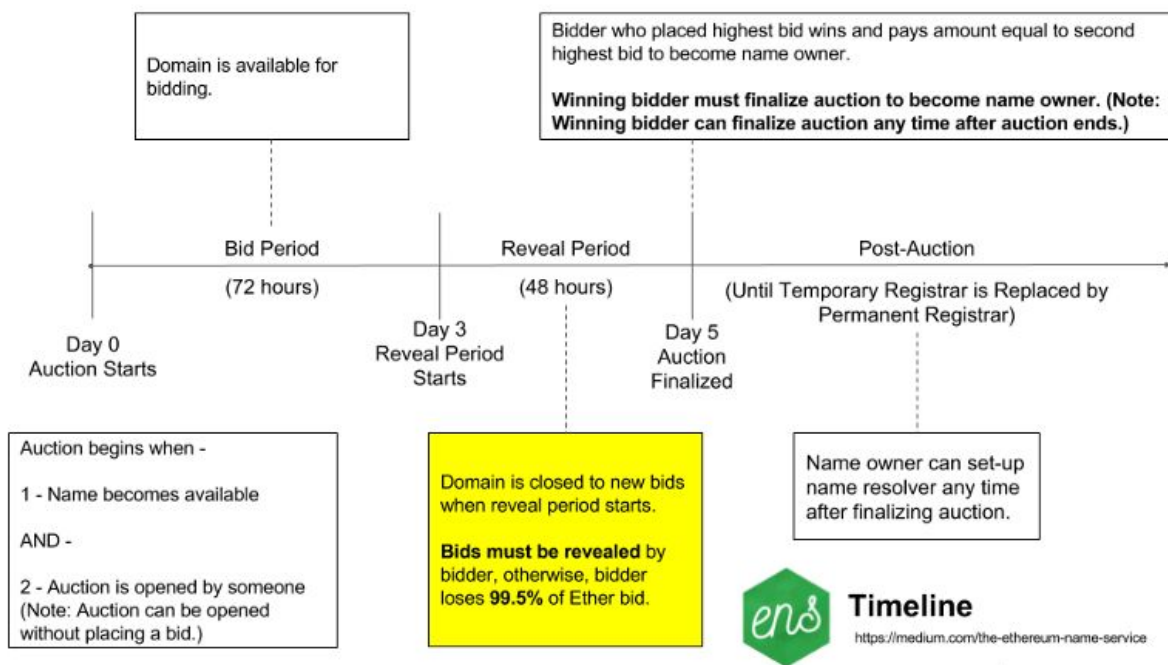 Domain is available for
bidding.
Bidder who placed highest bid wins and pays amount equal to second
highest bid to become name owner.
Winning bidder must finalize auction to become name owner. (Note:
Winning bidder can finalize auction any time after auction ends.)
Bid Period
(72 hours)
Reveal Period
(48 hours)
Post-Auction
(Until Temporary Registrar is Replaced by
Permanent Registrar)
Day 0
Auction Starts
Day 3
Reveal Period
Starts
Day 5
Auction
Finalized
Auction begins when -
1 - Name becomes available
AND -
2 - Auction is opened by someone
(Note: Auction can be opened
without placing a bid.)
Domain is closed to new bids
when reveal period starts.
Bids must be revealed by
bidder, otherwise, bidder
loses 99.5% of Ether bid.
Name owner can set-up
name resolver any time
after finalizing auction.
ens
Timeline
https://medium.com/the-ethereum-name-service